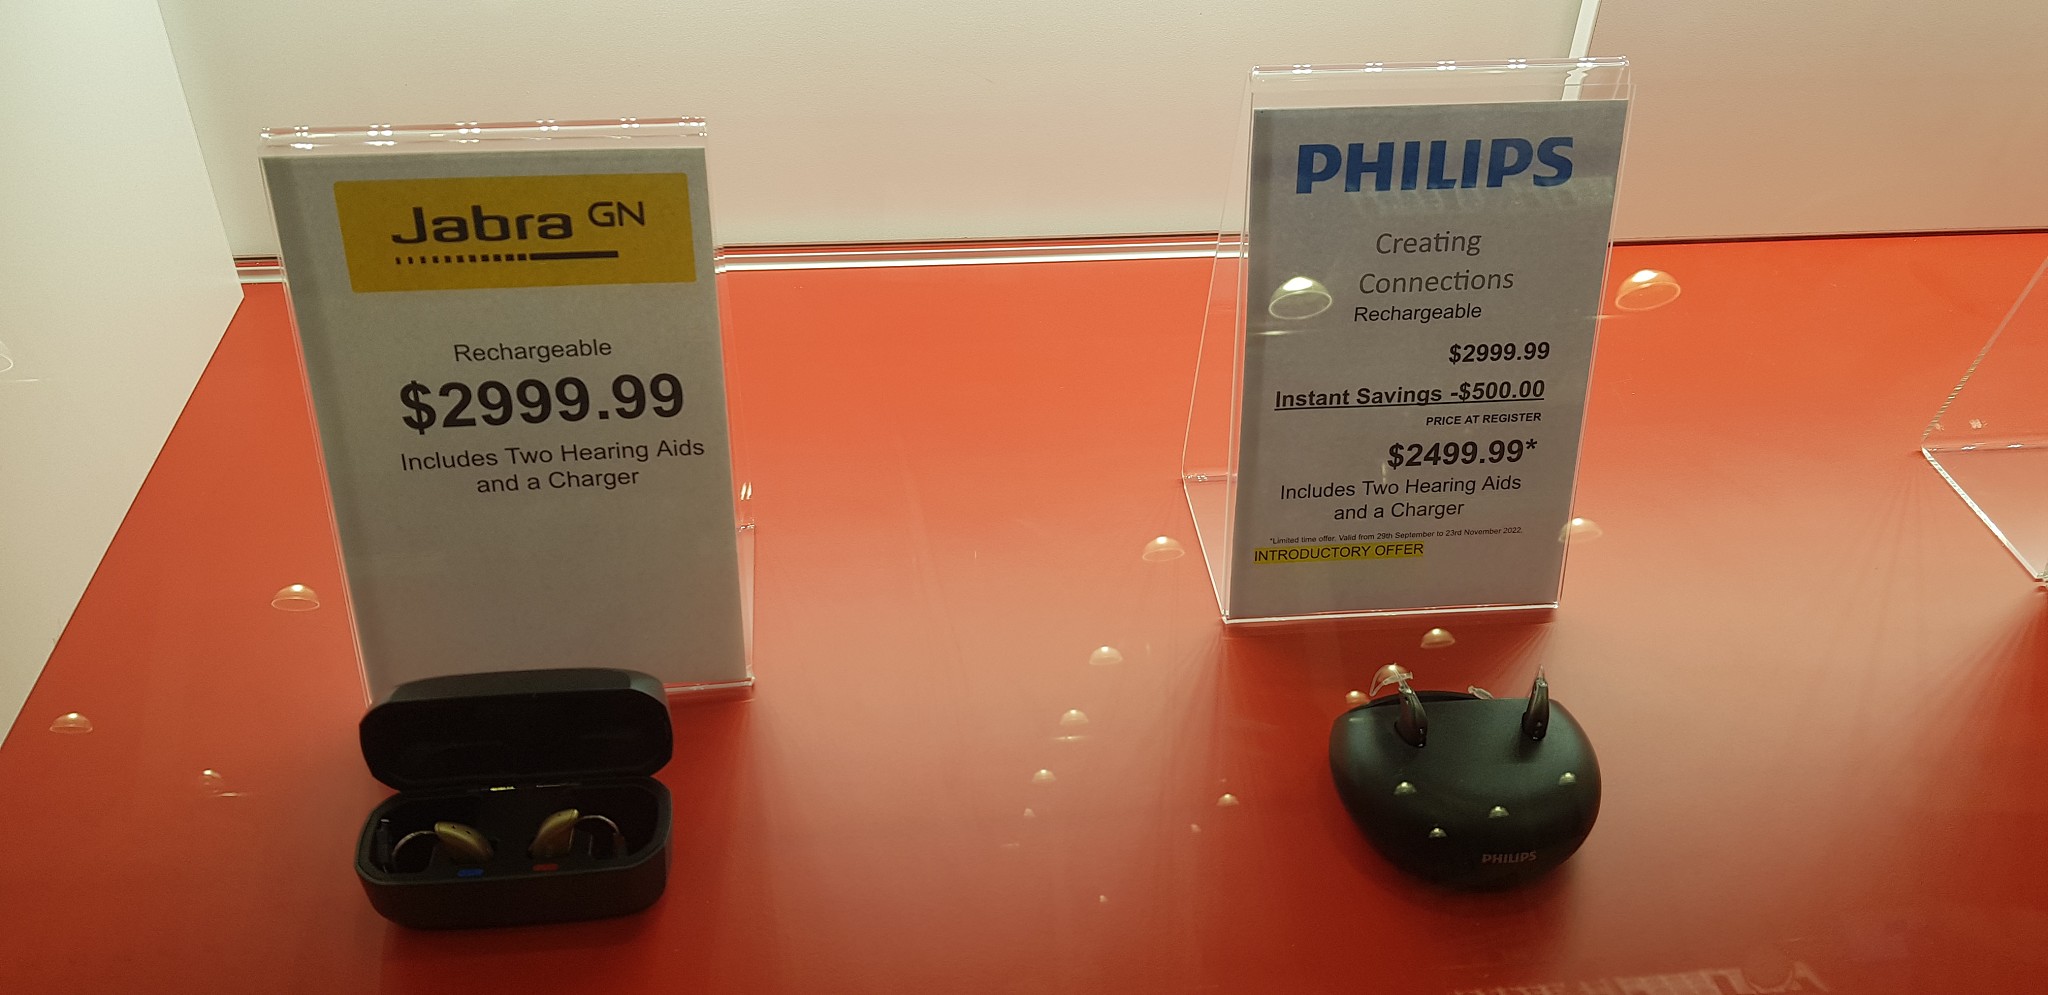 Jabra GN
Rechargeable
$2999.99
Includes Two Hearing Aids
and a Charger
PHILIPS
Creating
Connections
Rechargeable
$2999.99
Instant Savings -$500.00
PRICE AT REGISTER
$2499.99*
Includes Two Hearing Aids
and a Charger
*Limited time offer. Valid from 29th September to 23rd November 2022.
INTRODUCTORY OFFER
PHILIPS